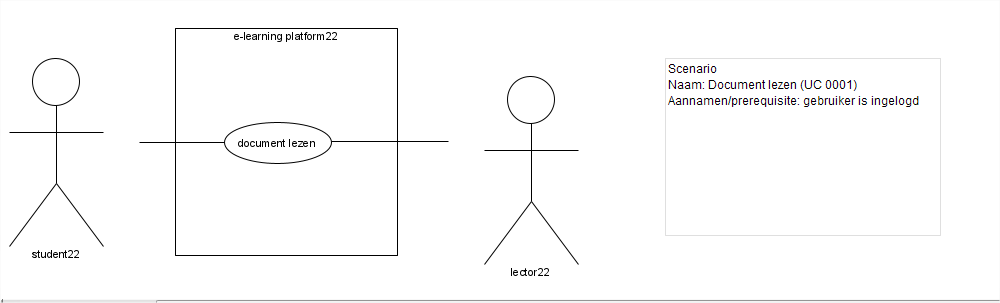 e-learning platform22
document lezen
student22
lector22
Scenario
Naam: Document lezen (UC 0001)
Aannamen/prerequisite: gebruiker is ingelogd